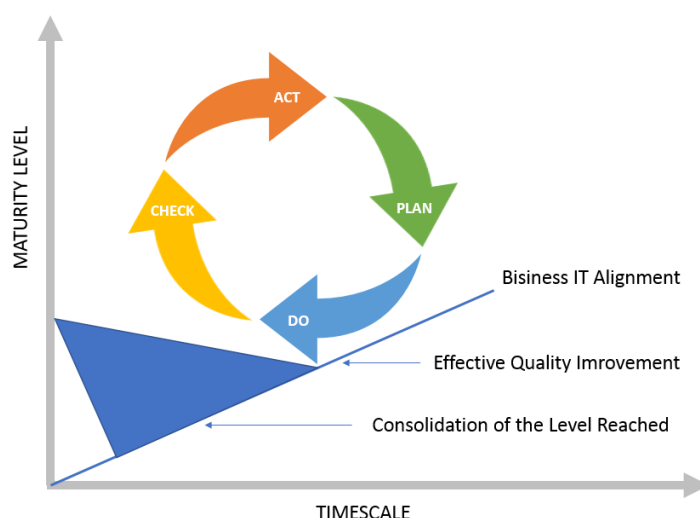 ACT
PLAN
CHECK
DO
MATURITY LEVEL
Bisiness IT Alignment
Effective Quality Imrovement
Consolidation of the Level Reached
TIMESCALE